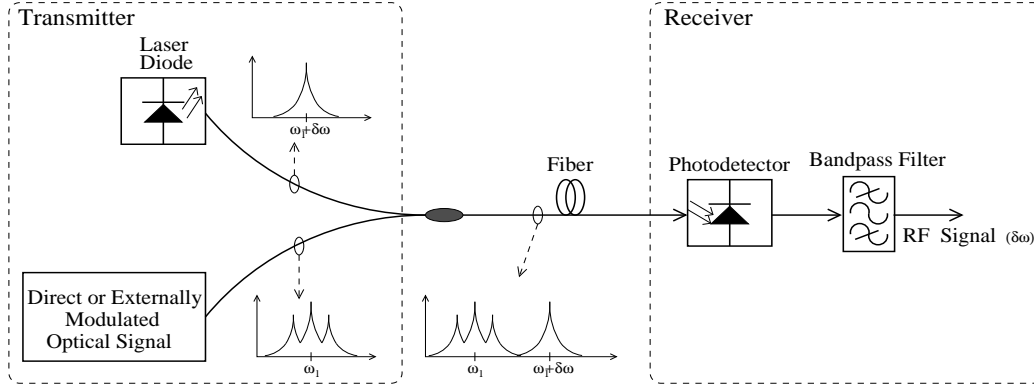 Transmitter
Receiver
Laser
Diode
ω₁+δω
Fiber
Photodetector
Bandpass Filter
RF Signal (δω)
Direct or Externally
Modulated
Optical Signal
ω₁
ω₁
ω₁+δω